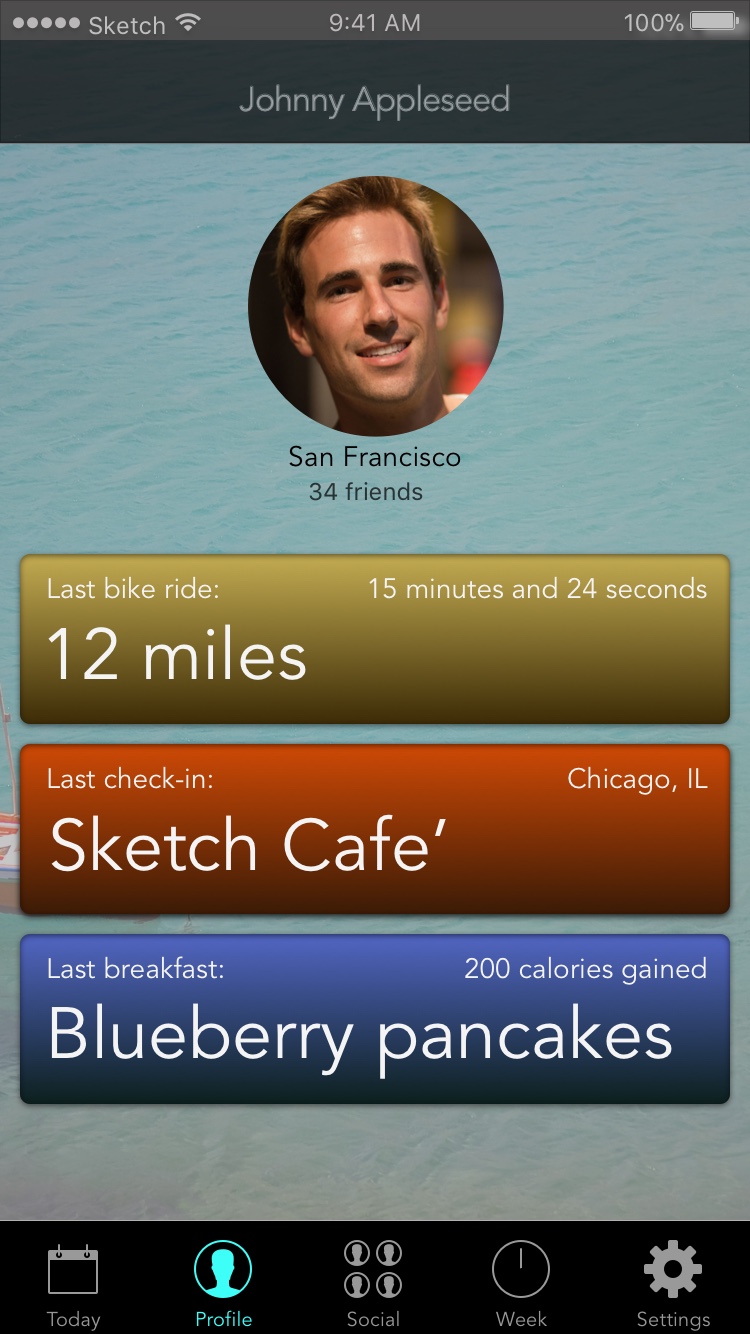 Sketch 9:41 AM 100%
Johnny Appleseed
San Francisco
34 friends
Last bike ride: 15 minutes and 24 seconds
12 miles
Last check-in: Chicago, IL
Sketch Cafe’
Last breakfast: 200 calories gained
Blueberry pancakes
Today Profile Social Week Settings